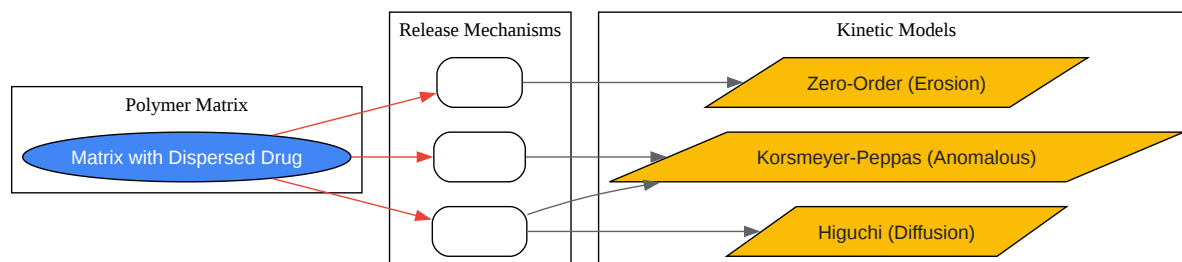 Polymer Matrix
Matrix with Dispersed Drug
Release Mechanisms
Kinetic Models
Zero-Order (Erosion)
Korsmeyer-Peppas (Anomalous)
Higuchi (Diffusion)